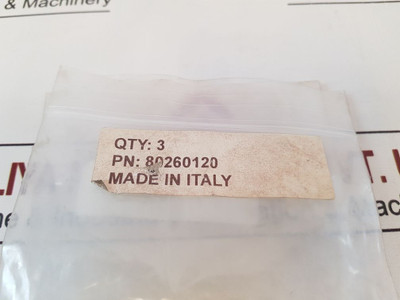 & Machinery
QTY: 3
PN: 80260120
MADE IN ITALY